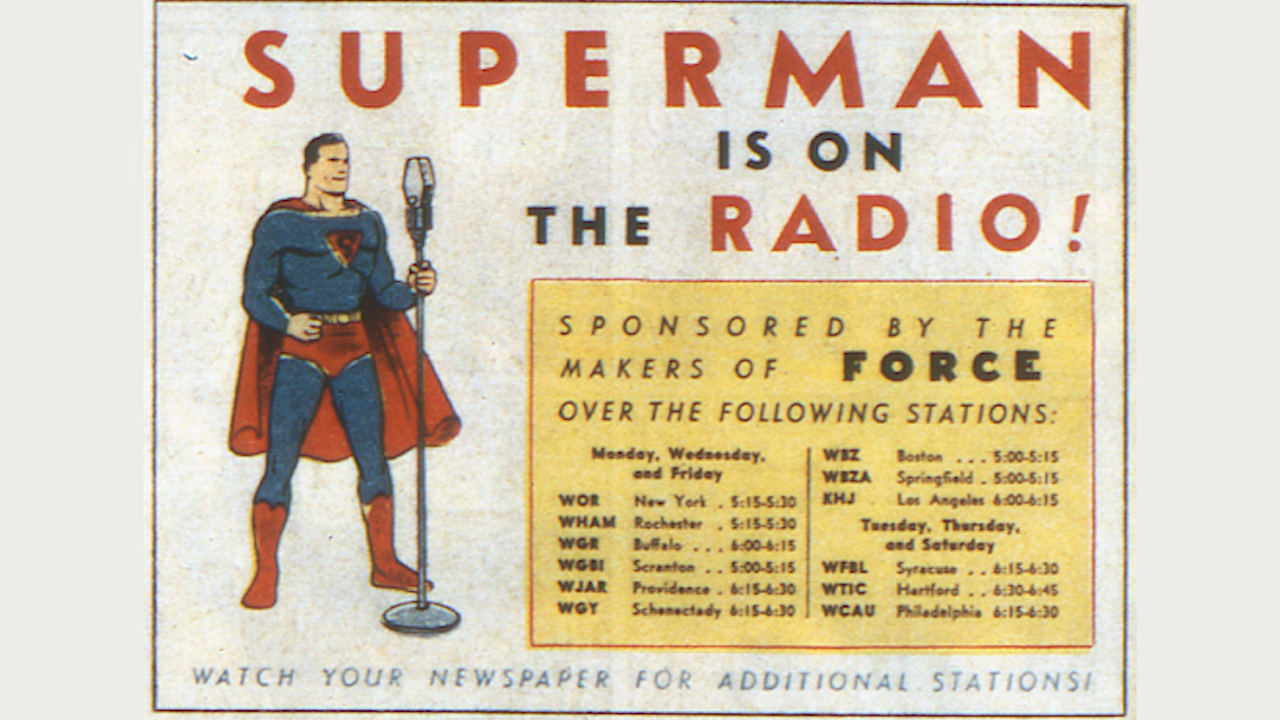 SUPERMAN
IS ON
THE RADIO!
S
SPONSORED BY THE
MAKERS OF FORCE
OVER THE FOLLOWING STATIONS:
Monday, Wednesday,
and Friday
WOR New York . 5:15-5:30
WHAM Rochester . 5:15-5:30
WGR Buffalo . . . 6:00-6:15
WGBI Scranton . . 5:00-5:15
WJAR Providence . 6:15-6:30
WGY Schenectady 6:15-6:30
WBZ Boston . . . 5:00-5:15
WBZA Springfield . 5:00-5:15
KHJ Los Angeles 6:00-6:15
Tuesday, Thursday,
and Saturday
WFBL Syracuse . . 6:15-6:30
WTIC Hartford . . 6:30-6:45
WCAU Philadelphia 6:15-6:30
WATCH YOUR NEWSPAPER FOR ADDITIONAL STATIONS!